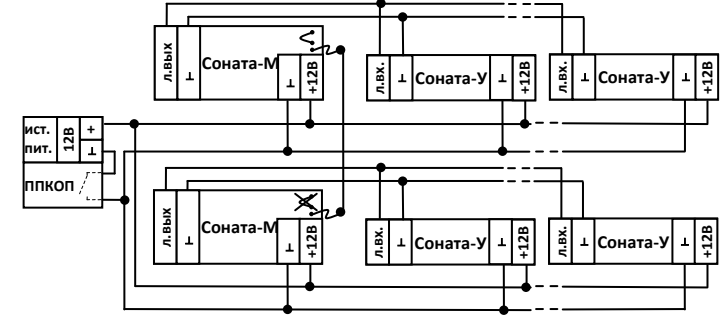 л.вых
⊥
Соната-М
⊥
+12В
л.вх.
⊥
Соната-У
⊥
+12В
л.вх.
⊥
Соната-У
⊥
+12В
ист.
пит.
12В
+
⊥
ППКОП
л.вых
⊥
Соната-М
⊥
+12В
л.вх.
⊥
Соната-У
⊥
+12В
л.вх.
⊥
Соната-У
⊥
+12В